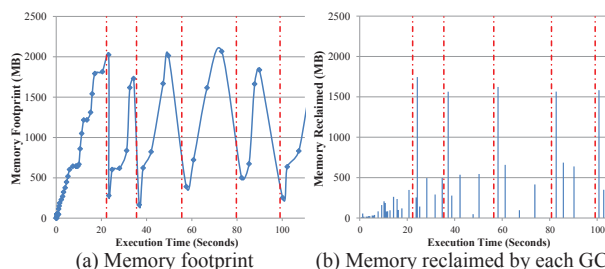 2500
2000
1500
1000
500
0
0 20 40 60 80 100
Memory Footprint (MB)
Execution Time (Seconds)
(a) Memory footprint
2500
2000
1500
1000
500
0
0 20 40 60 80 100
Memory Reclaimed (MB)
Execution Time (Seconds)
(b) Memory reclaimed by each GC